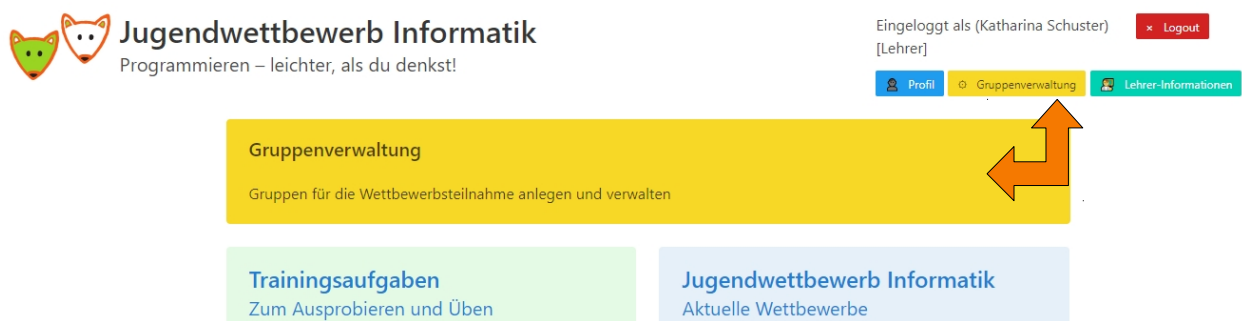 Jugendwettbewerb Informatik
Programmieren – leichter, als du denkst!
Eingeloggt als (Katharina Schuster)
[Lehrer]
× Logout
Profil
Gruppenverwaltung
Lehrer-Informationen
Gruppenverwaltung
Gruppen für die Wettbewerbsteilnahme anlegen und verwalten
Trainingsaufgaben
Zum Ausprobieren und Üben
Jugendwettbewerb Informatik
Aktuelle Wettbewerbe